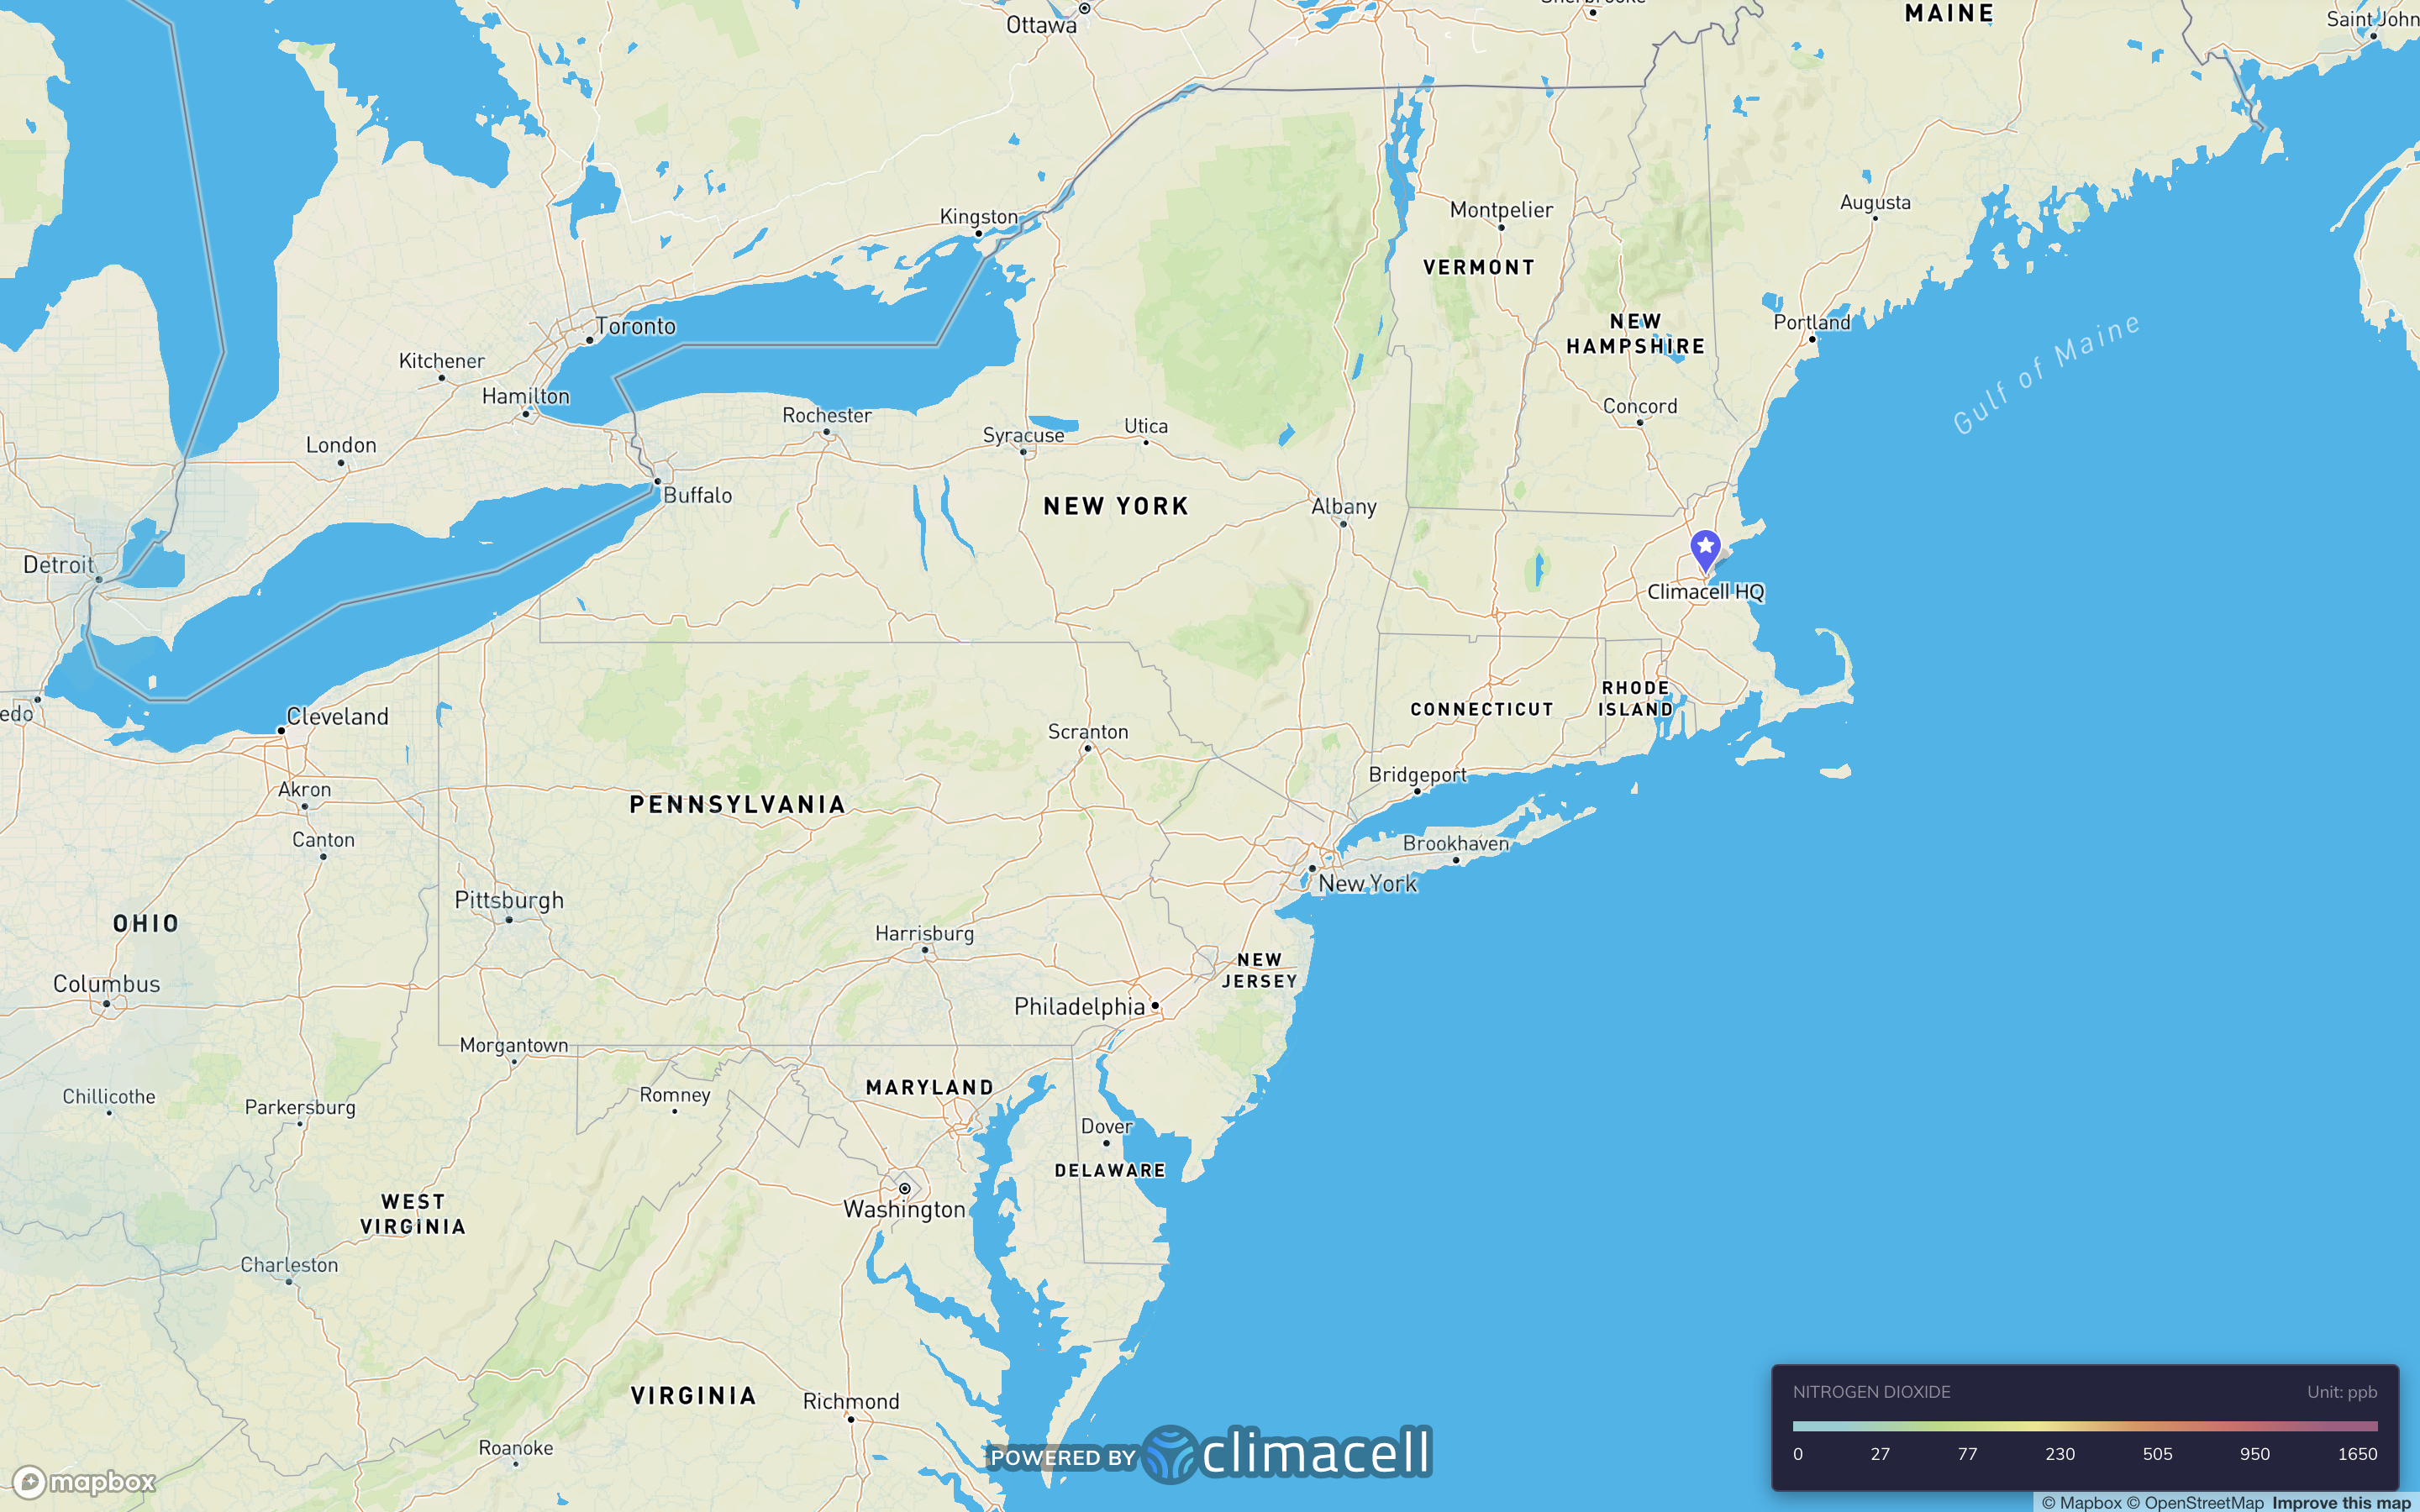 Ottawa
MAINE
Saint John
Kingston
Montpelier
Augusta
VERMONT
Toronto
NEW
HAMPSHIRE
Portland
Gulf of Maine
Kitchener
Hamilton
Rochester
Concord
London
Syracuse
Utica
Buffalo
NEW YORK
Albany
Detroit
Climacell HQ
edo
Cleveland
RHODE
ISLAND
CONNECTICUT
Scranton
Akron
Bridgeport
PENNSYLVANIA
Canton
Brookhaven
New York
Pittsburgh
OHIO
Harrisburg
NEW
JERSEY
Columbus
Philadelphia
Morgantown
MARYLAND
Chillicothe
Parkersburg
Romney
Dover
DELAWARE
WEST
VIRGINIA
Washington
Charleston
VIRGINIA
Richmond
Roanoke
NITROGEN DIOXIDE Unit: ppb
0 27 77 230 505 950 1650
POWERED BY climacell
mapbox
© Mapbox © OpenStreetMap Improve this map